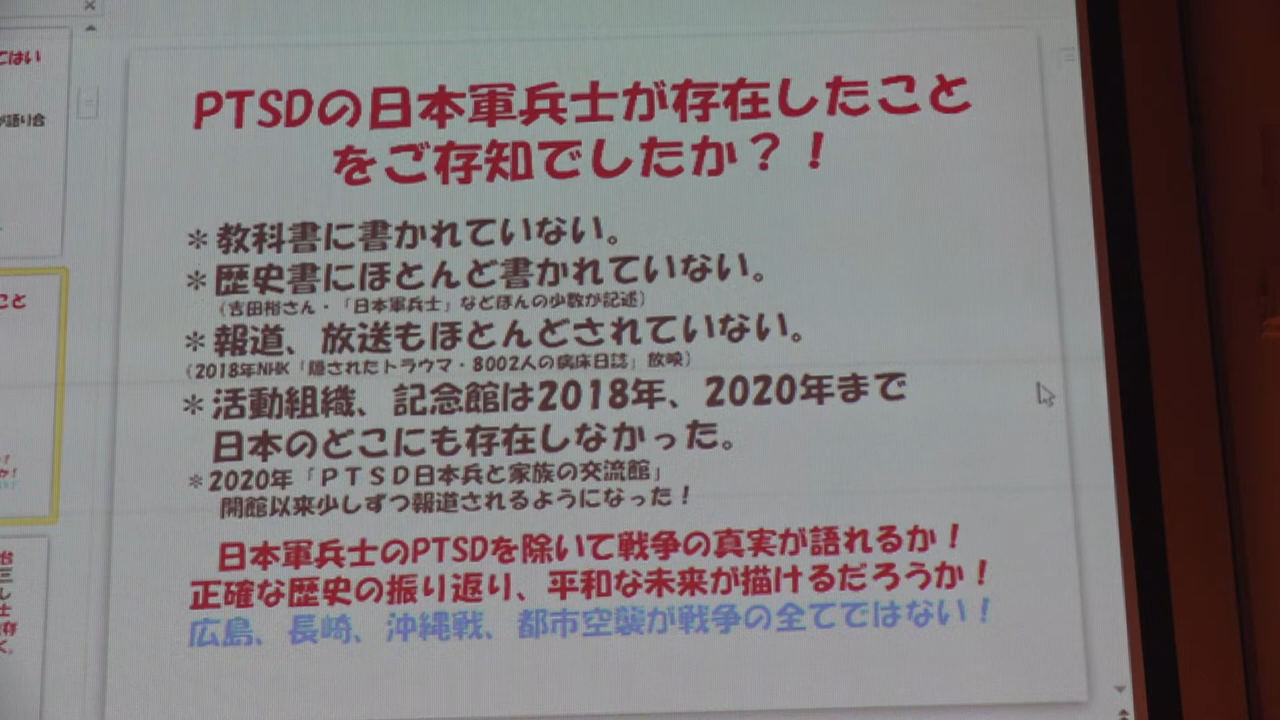 PTSDの日本軍兵士が存在したこと
をご存知でしたか？！
＊教科書に書かれていない。
＊歴史書にほとんど書かれていない。
（吉田裕さん・「日本軍兵士」などほんの少数が記述）
＊報道、放送もほとんどされていない。
（2018年NHK「隠されたトラウマ・8002人の病床日誌」放映）
＊活動組織、記念館は2018年、2020年まで
日本のどこにも存在しなかった。
＊2020年「ＰＴＳＤ日本兵と家族の交流館」
開館以来少しずつ報道されるようになった！
日本軍兵士のPTSDを除いて戦争の真実が語れるか！
正確な歴史の振り返り、平和な未来が描けるだろうか！
広島、長崎、沖縄戦、都市空襲が戦争の全てではない！
ではい
が語り合
こと